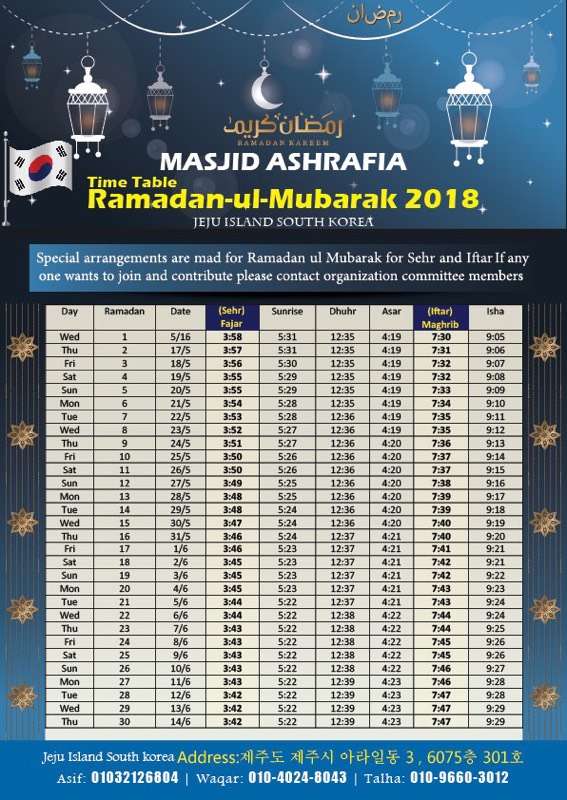 رمضان
رمضان كريم
RAMADAN KAREEM
MASJID ASHRAFIA
Time Table
Ramadan-ul-Mubarak 2018
JEJU ISLAND SOUTH KOREA
Special arrangements are mad for Ramadan ul Mubarak for Sehr and Iftar If any
one wants to join and contribute please contact organization committee members
Day Ramadan Date (Sehr) Fajar Sunrise Dhuhr Asar (Iftar) Maghrib Isha
Wed 1 5/16 3:58 5:31 12:35 4:19 7:30 9:05
Thu 2 17/5 3:57 5:31 12:35 4:19 7:31 9:06
Fri 3 18/5 3:56 5:30 12:35 4:19 7:32 9:07
Sat 4 19/5 3:55 5:29 12:35 4:19 7:32 9:08
Sun 5 20/5 3:55 5:29 12:35 4:19 7:33 9:09
Mon 6 21/5 3:54 5:28 12:35 4:19 7:34 9:10
Tue 7 22/5 3:53 5:28 12:36 4:19 7:35 9:11
Wed 8 23/5 3:52 5:27 12:36 4:19 7:35 9:12
Thu 9 24/5 3:51 5:27 12:36 4:20 7:36 9:13
Fri 10 25/5 3:50 5:26 12:36 4:20 7:37 9:14
Sat 11 26/5 3:50 5:26 12:36 4:20 7:37 9:15
Sun 12 27/5 3:49 5:25 12:36 4:20 7:38 9:16
Mon 13 28/5 3:48 5:25 12:36 4:20 7:39 9:17
Tue 14 29/5 3:48 5:24 12:36 4:20 7:39 9:18
Wed 15 30/5 3:47 5:24 12:36 4:20 7:40 9:19
Thu 16 31/5 3:46 5:24 12:37 4:21 7:40 9:20
Fri 17 1/6 3:46 5:23 12:37 4:21 7:41 9:21
Sat 18 2/6 3:45 5:23 12:37 4:21 7:42 9:21
Sun 19 3/6 3:45 5:23 12:37 4:21 7:42 9:22
Mon 20 4/6 3:45 5:23 12:37 4:21 7:43 9:23
Tue 21 5/6 3:44 5:22 12:37 4:21 7:43 9:24
Wed 22 6/6 3:44 5:22 12:38 4:22 7:44 9:24
Thu 23 7/6 3:43 5:22 12:38 4:22 7:44 9:25
Fri 24 8/6 3:43 5:22 12:38 4:22 7:45 9:26
Sat 25 9/6 3:43 5:22 12:38 4:22 7:45 9:26
Sun 26 10/6 3:43 5:22 12:38 4:22 7:46 9:27
Mon 27 11/6 3:43 5:22 12:39 4:23 7:46 9:28
Tue 28 12/6 3:42 5:22 12:39 4:23 7:47 9:28
Wed 29 13/6 3:42 5:22 12:39 4:23 7:47 9:29
Thu 30 14/6 3:42 5:22 12:39 4:23 7:47 9:29
Jeju Island South korea Address:제주도 제주시 아라일동 3 , 6075층 301호
Asif: 01032126804 | Waqar: 010-4024-8043 | Talha: 010-9660-3012